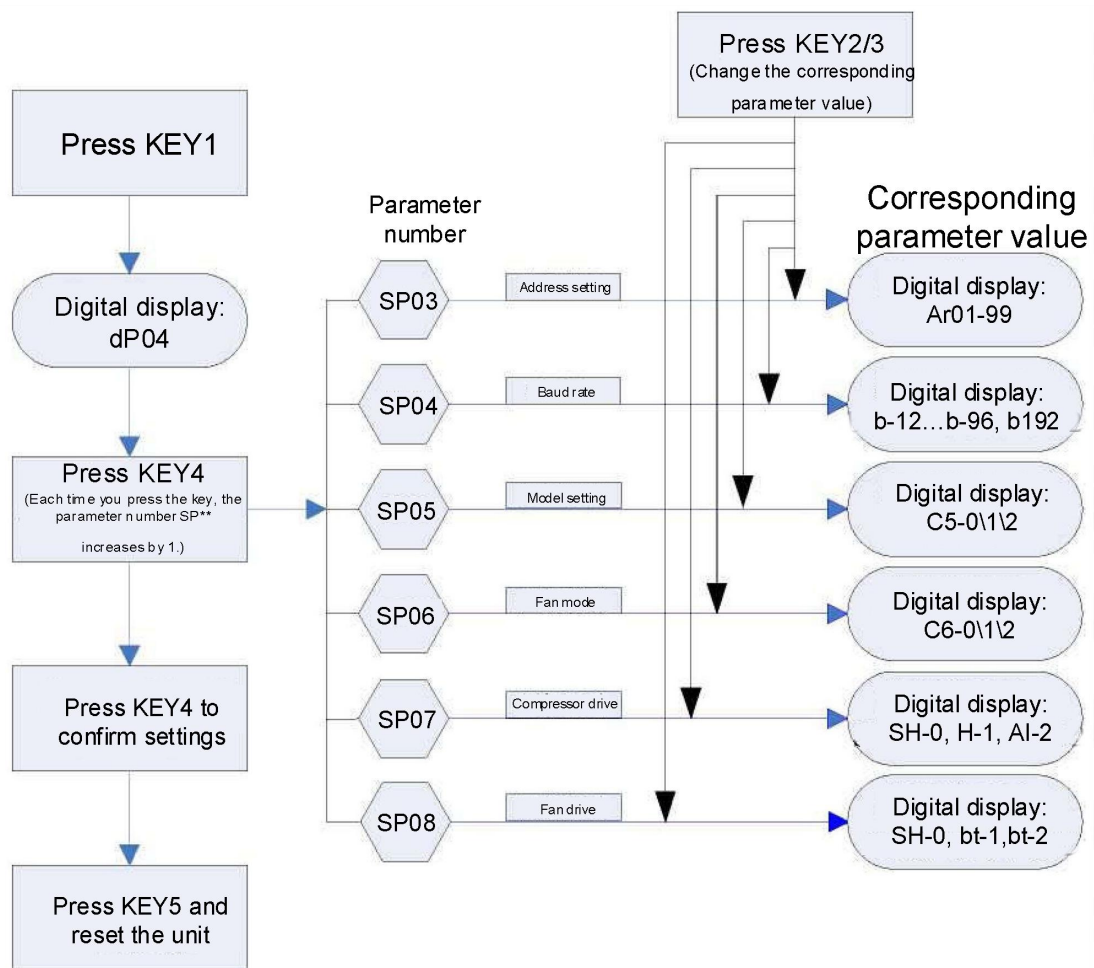 Press KEY2/3
(Change the corresponding
parameter value)
Press KEY1
Digital display:
dP04
Press KEY4
(Each time you press the key, the
parameter number SP**
increases by 1.)
Press KEY4 to
confirm settings
Press KEY5 and
reset the unit
Parameter
number
Corresponding
parameter value
SP03
Address setting
Digital display:
Ar01-99
SP04
Baud rate
Digital display:
b-12...b-96, b192
SP05
Model setting
Digital display:
C5-0\1\2
SP06
Fan mode
Digital display:
C6-0\1\2
SP07
Compressor drive
Digital display:
SH-0, H-1, AI-2
SP08
Fan drive
Digital display:
SH-0, bt-1,bt-2